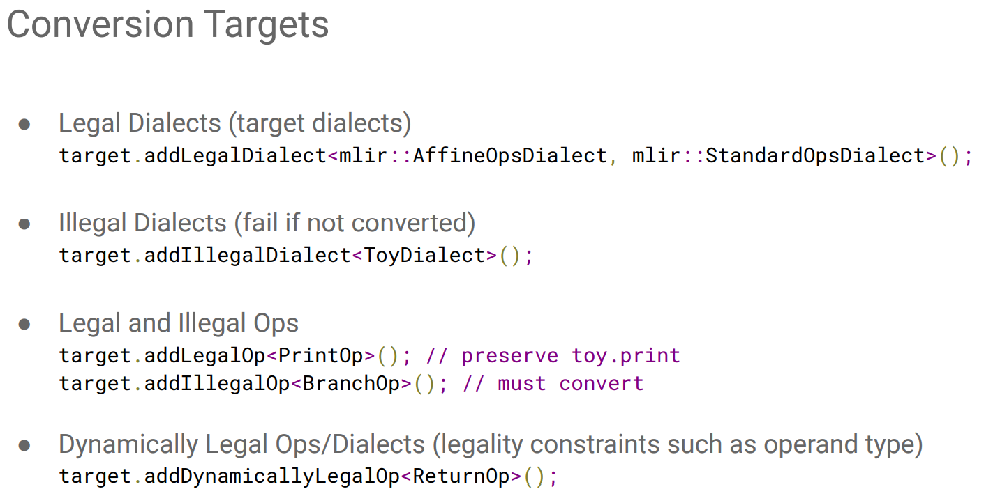 Conversion Targets
● Legal Dialects (target dialects)
target.addLegalDialect<mlir::AffineOpsDialect, mlir::StandardOpsDialect>();
● Illegal Dialects (fail if not converted)
target.addIllegalDialect<ToyDialect>();
● Legal and Illegal Ops
target.addLegalOp<PrintOp>(); // preserve toy.print
target.addIllegalOp<BranchOp>(); // must convert
● Dynamically Legal Ops/Dialects (legality constraints such as operand type)
target.addDynamicallyLegalOp<ReturnOp>();